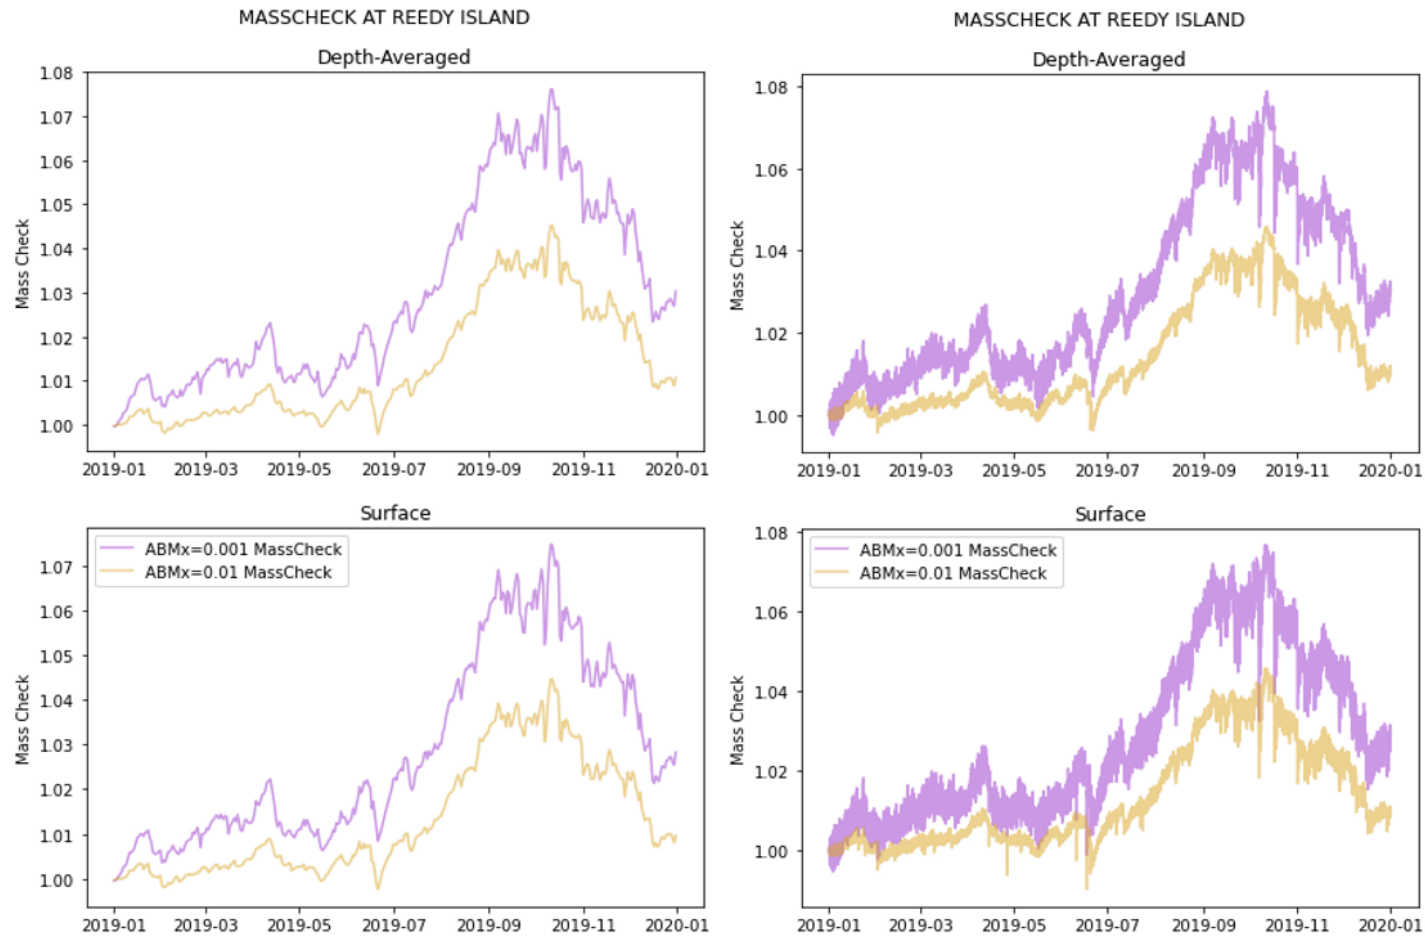 MASSCHECK AT REEDY ISLAND
Depth-Averaged
1.08
1.07
1.06
1.05
1.04
1.03
1.02
1.01
1.00
Mass Check
2019-01 2019-03 2019-05 2019-07 2019-09 2019-11 2020-01
Surface
ABMx=0.001 MassCheck
ABMx=0.01 MassCheck
1.07
1.06
1.05
1.04
1.03
1.02
1.01
1.00
Mass Check
2019-01 2019-03 2019-05 2019-07 2019-09 2019-11 2020-01
MASSCHECK AT REEDY ISLAND
Depth-Averaged
1.08
1.06
1.04
1.02
1.00
Mass Check
2019-01 2019-03 2019-05 2019-07 2019-09 2019-11 2020-01
Surface
ABMx=0.001 MassCheck
ABMx=0.01 MassCheck
1.08
1.06
1.04
1.02
1.00
Mass Check
2019-01 2019-03 2019-05 2019-07 2019-09 2019-11 2020-01